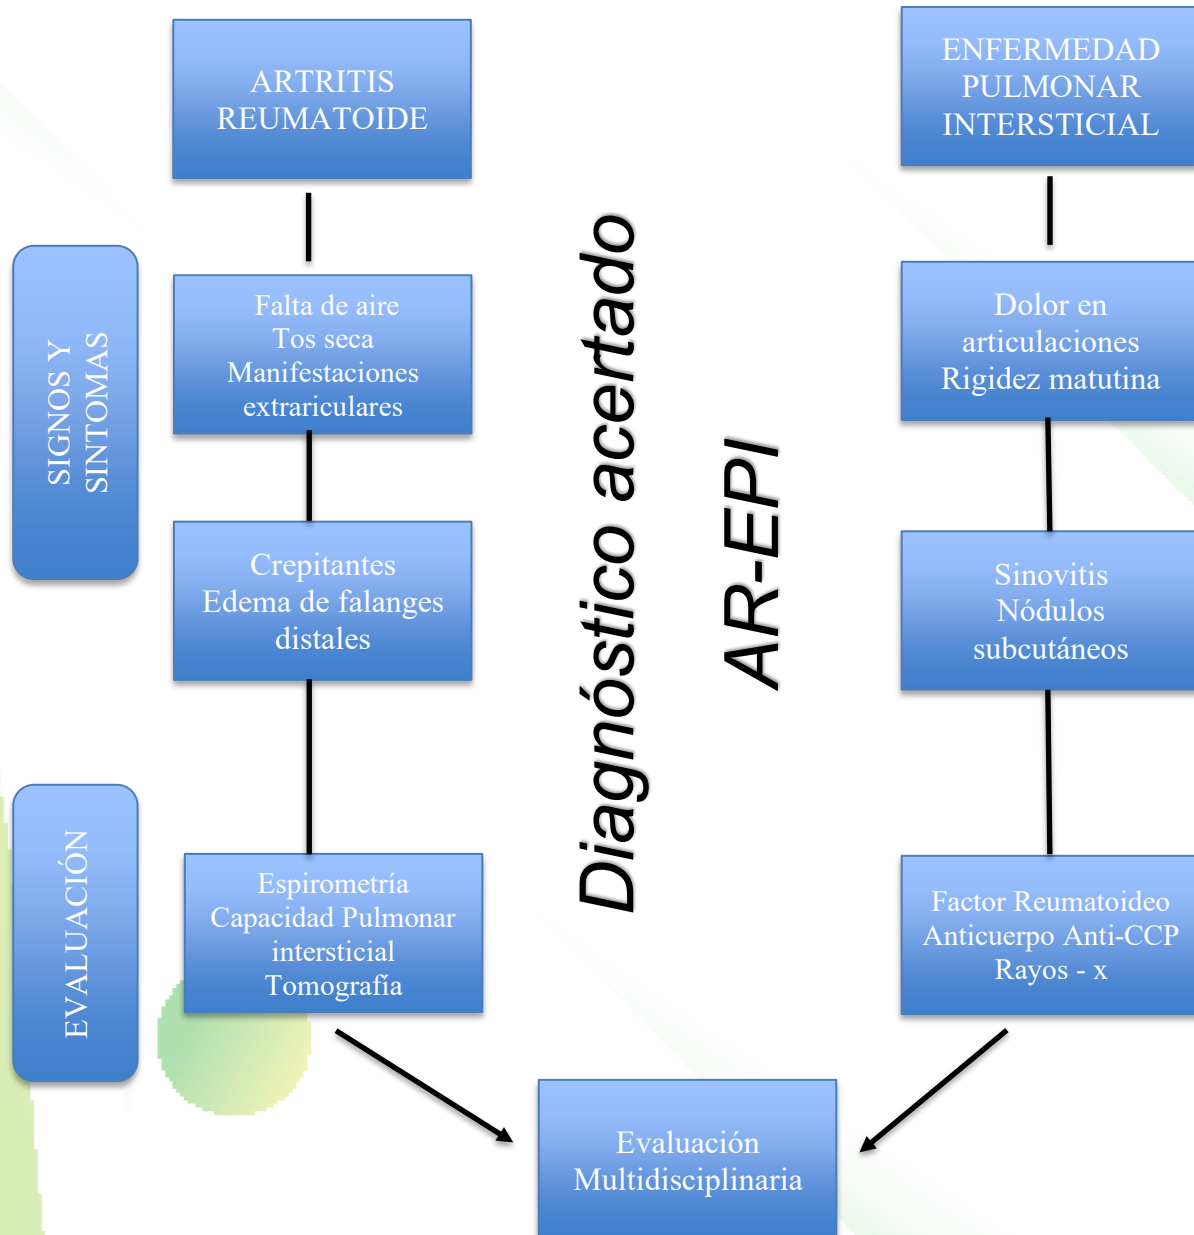 ARTRITIS
REUMATOIDE
SIGNOS Y
SINTOMAS
Falta de aire
Tos seca
Manifestaciones
extrariculares
Crepitantes
Edema de falanges
distales
EVALUACIÓN
Espirometría
Capacidad Pulmonar
intersticial
Tomografía
Diagnóstico acertado
AR-EPI
ENFERMEDAD
PULMONAR
INTERSTICIAL
Dolor en
articulaciones
Rigidez matutina
Sinovitis
Nódulos
subcutáneos
Factor Reumatoideo
Anticuerpo Anti-CCP
Rayos - x
Evaluación
Multidisciplinaria